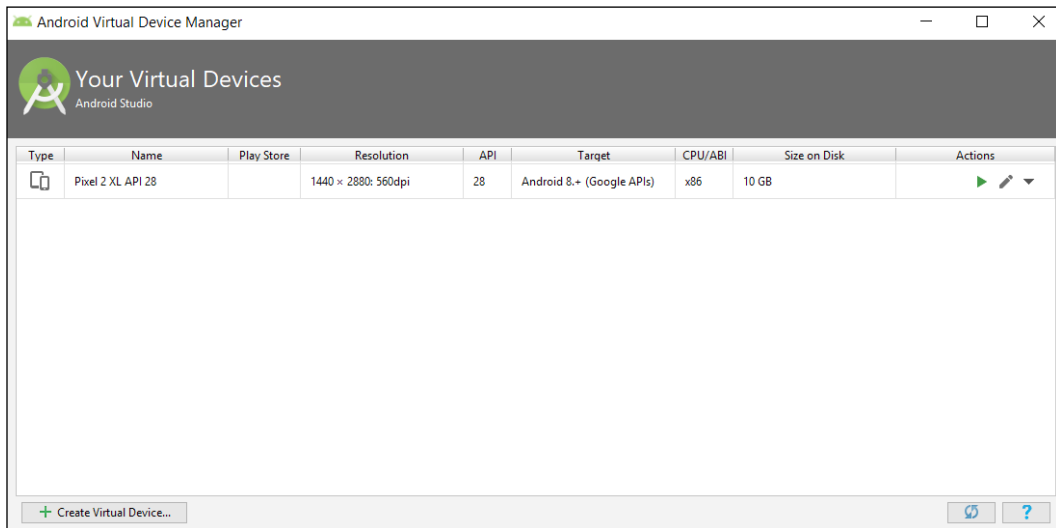 Android Virtual Device Manager
Your Virtual Devices
Android Studio
Type Name Play Store Resolution API Target CPU/ABI Size on Disk Actions
Pixel 2 XL API 28 1440 × 2880: 560dpi 28 Android 8.+ (Google APIs) x86 10 GB
+ Create Virtual Device... ?